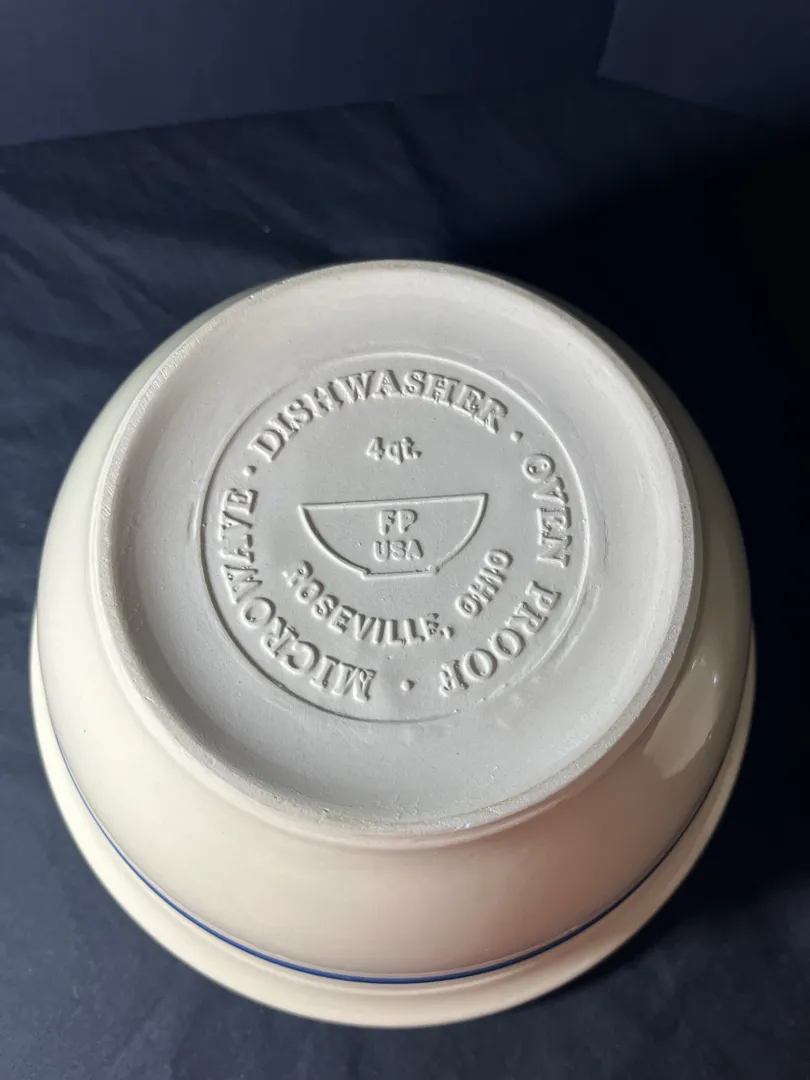 MICROWAVE · DISHWASHER · OVEN PROOF ·
4qt.
FP
USA
ROSEVILLE, OHIO